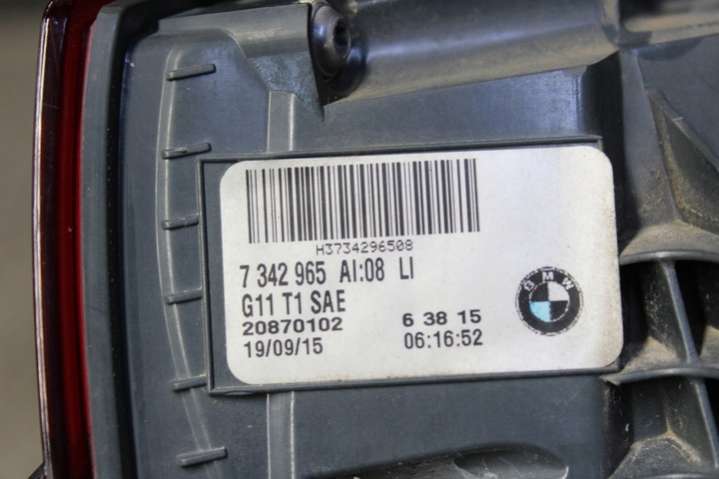 H3734296508
7 342 965 AI:08 LI
G11 T1 SAE
BMW
20870102 6 38 15
19/09/15 06:16:52